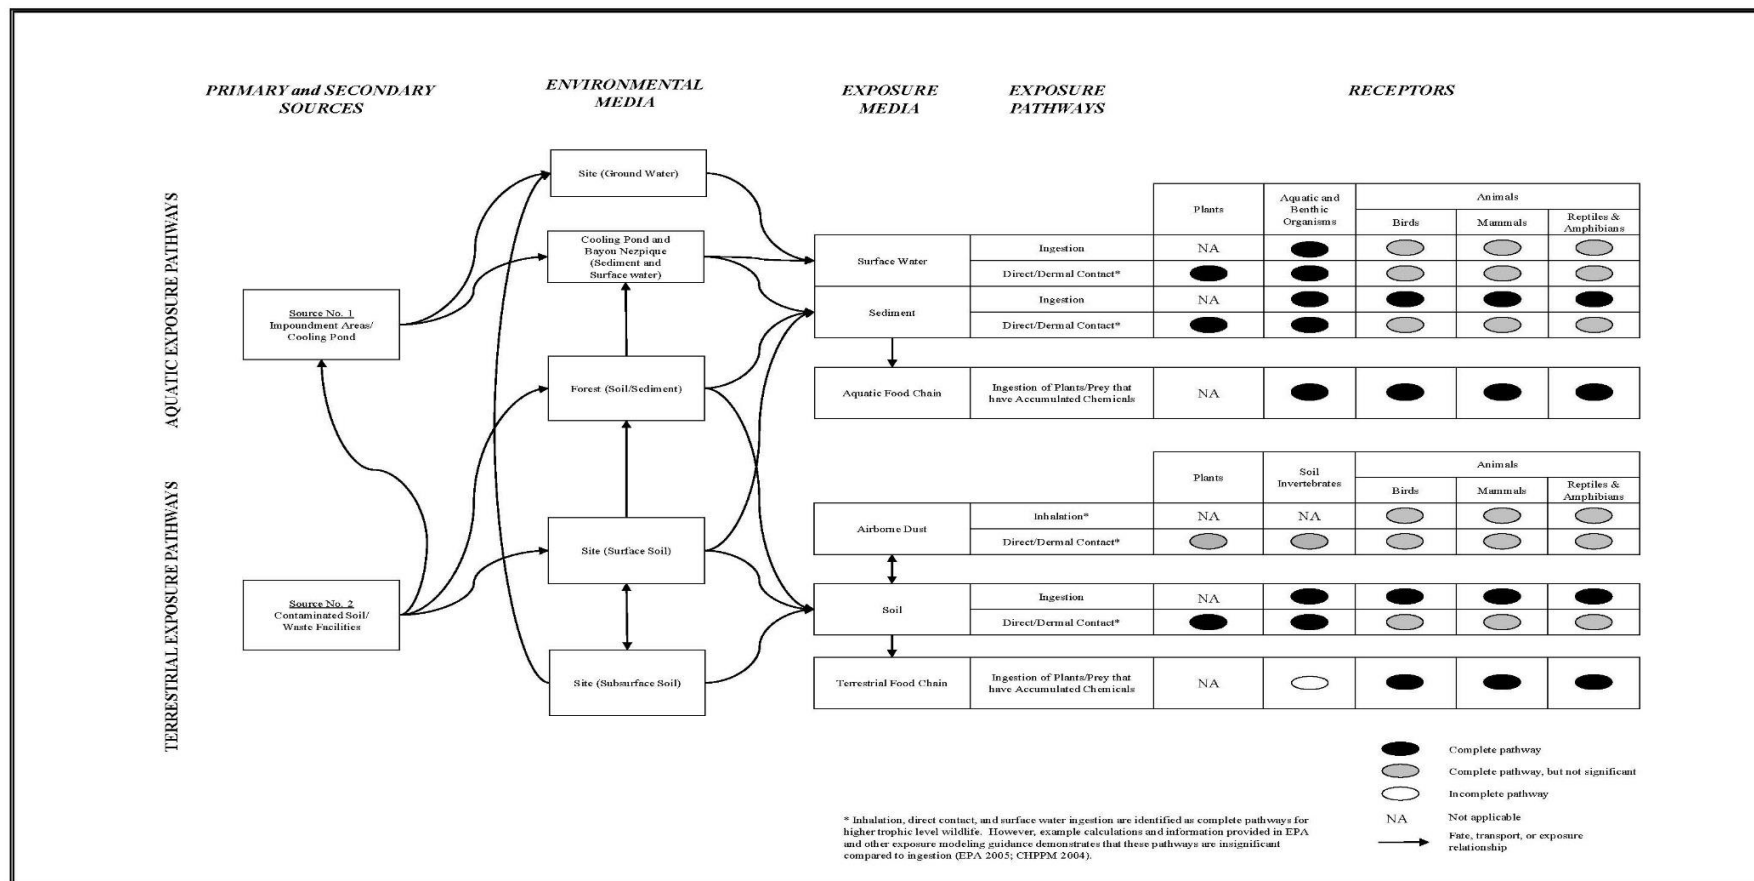 PRIMARY and SECONDARY
SOURCES
ENVIRONMENTAL
MEDIA
EXPOSURE
MEDIA
EXPOSURE
PATHWAYS
RECEPTORS
AQUATIC EXPOSURE PATHWAYS
TERRESTRIAL EXPOSURE PATHWAYS
Source No. 1
Impoundment Areas/
Cooling Pond
Source No. 2
Contaminated Soil/
Waste Facilities
Site (Ground Water)
Cooling Pond and
Bayou Nezpique
(Sediment and
Surface water)
Forest (Soil/Sediment)
Site (Surface Soil)
Site (Subsurface Soil)
Plants
Aquatic and
Benthic
Organisms
Animals
Birds
Mammals
Reptiles &
Amphibians
Surface Water
Ingestion
NA
Direct/Dermal Contact*
Sediment
Ingestion
NA
Direct/Dermal Contact*
Aquatic Food Chain
Ingestion of Plants/Prey that
have Accumulated Chemicals
NA
Plants
Soil
Invertebrates
Animals
Birds
Mammals
Reptiles &
Amphibians
Airborne Dust
Inhalation*
NA
NA
Direct/Dermal Contact*
Soil
Ingestion
NA
Direct/Dermal Contact*
Terrestrial Food Chain
Ingestion of Plants/Prey that
have Accumulated Chemicals
NA
Complete pathway
Complete pathway, but not significant
Incomplete pathway
NA Not applicable
Fate, transport, or exposure
relationship
* Inhalation, direct contact, and surface water ingestion are identified as complete pathways for
higher trophic level wildlife. However, example calculations and information provided in EPA
and other exposure modeling guidance demonstrates that these pathways are insignificant
compared to ingestion (EPA 2005; CHPPM 2004).